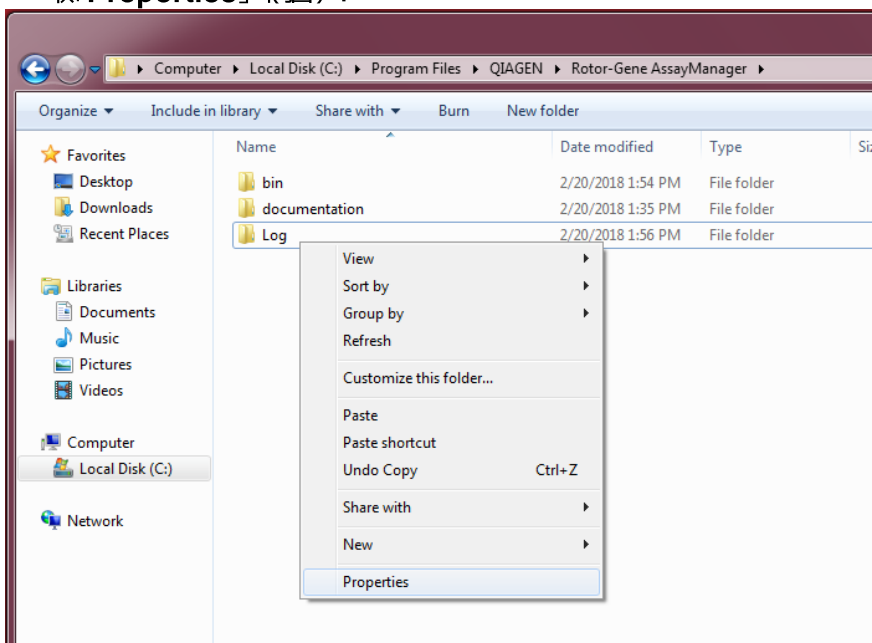 Properties
Computer ▸ Local Disk (C:) ▸ Program Files ▸ QIAGEN ▸ Rotor-Gene AssayManager ▸
Organize Include in library Share with Burn New folder
Favorites
Desktop
Downloads
Recent Places
Libraries
Documents
Music
Pictures
Videos
Computer
Local Disk (C:)
Network
Name Date modified Type
bin 2/20/2018 1:54 PM File folder
documentation 2/20/2018 1:35 PM File folder
Log 2/20/2018 1:56 PM File folder
View
Sort by
Group by
Refresh
Customize this folder...
Paste
Paste shortcut
Undo Copy Ctrl+Z
Share with
New
Properties